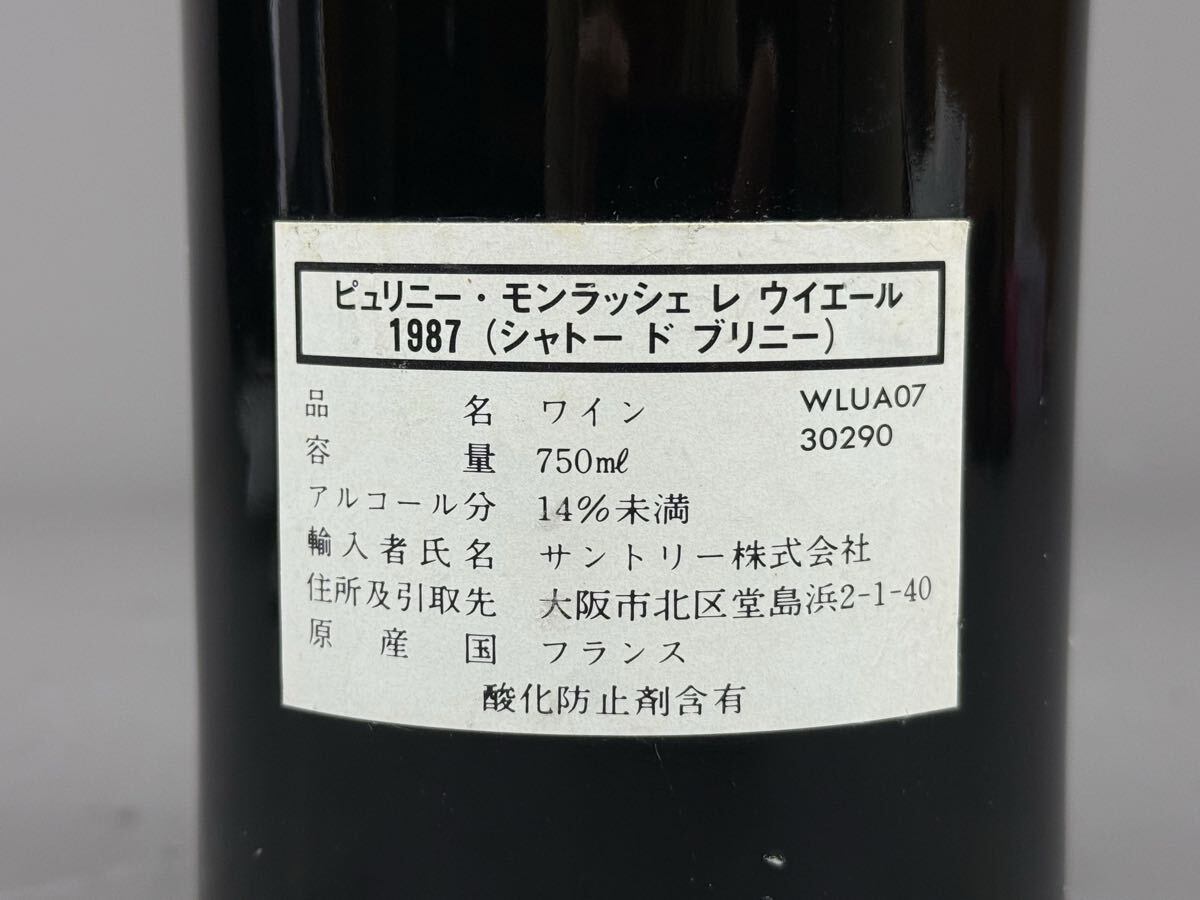 ピュリニー・モンラッシェ レ ウイエール
1987 (シャトー ド ブリニー)
品名 ワイン WLUA07
容量 750mℓ 30290
アルコール分 14%未満
輸入者氏名 サントリー株式会社
住所及引取先 大阪市北区堂島浜2-1-40
原産国 フランス
酸化防止剤含有